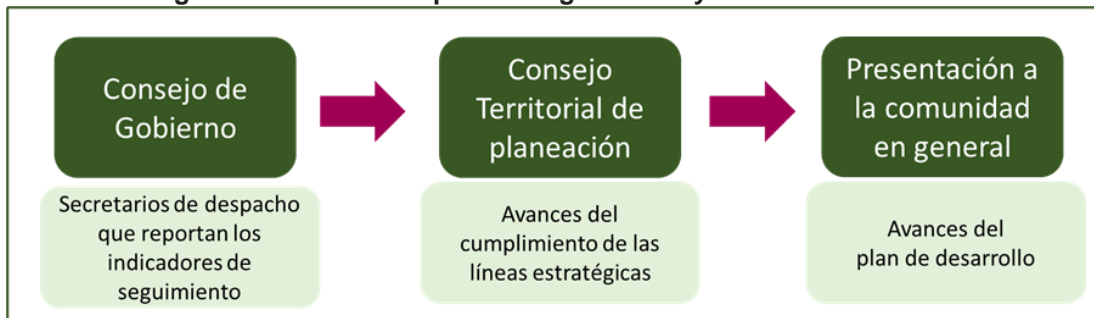 Consejo de
Gobierno
Secretarios de despacho
que reportan los
indicadores de
seguimiento
Consejo
Territorial de
planeación
Avances del
cumplimiento de las
líneas estratégicas
Presentación a
la comunidad
en general
Avances del
plan de desarrollo